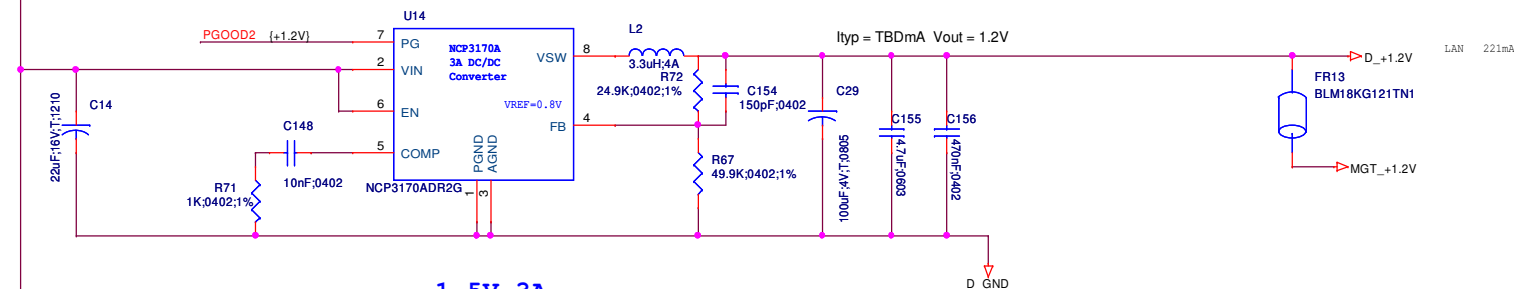 U14
PGOOD2 {+1.2V}
7
PG
2
VIN
6
EN
5
COMP
NCP3170A
3A DC/DC
Converter
VREF=0.8V
VSW
8
FB
4
PGND
AGND
1
3
NCP3170ADR2G
C14
22uF;16V;T;1210
C148
10nF;0402
R71
1K;0402;1%
L2
3.3uH;4A
R72
24.9K;0402;1%
C154
150pF;0402
R67
49.9K;0402;1%
C29
100uF;4V;T;0805
C155
4.7uF;0603
C156
470nF;0402
Ityp = TBDmA Vout = 1.2V
D_+1.2V
LAN 221mA
FR13
BLM18KG121TN1
MGT_+1.2V
D_GND